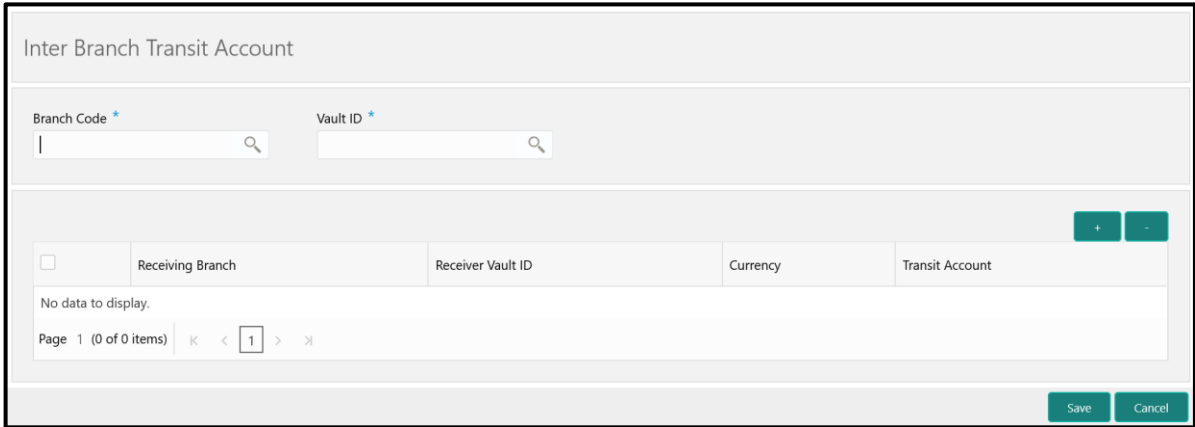 Inter Branch Transit Account
Branch Code * Vault ID *
+ -
Receiving Branch Receiver Vault ID Currency Transit Account
No data to display.
Page 1 (0 of 0 items) K < 1 > >|
Save Cancel